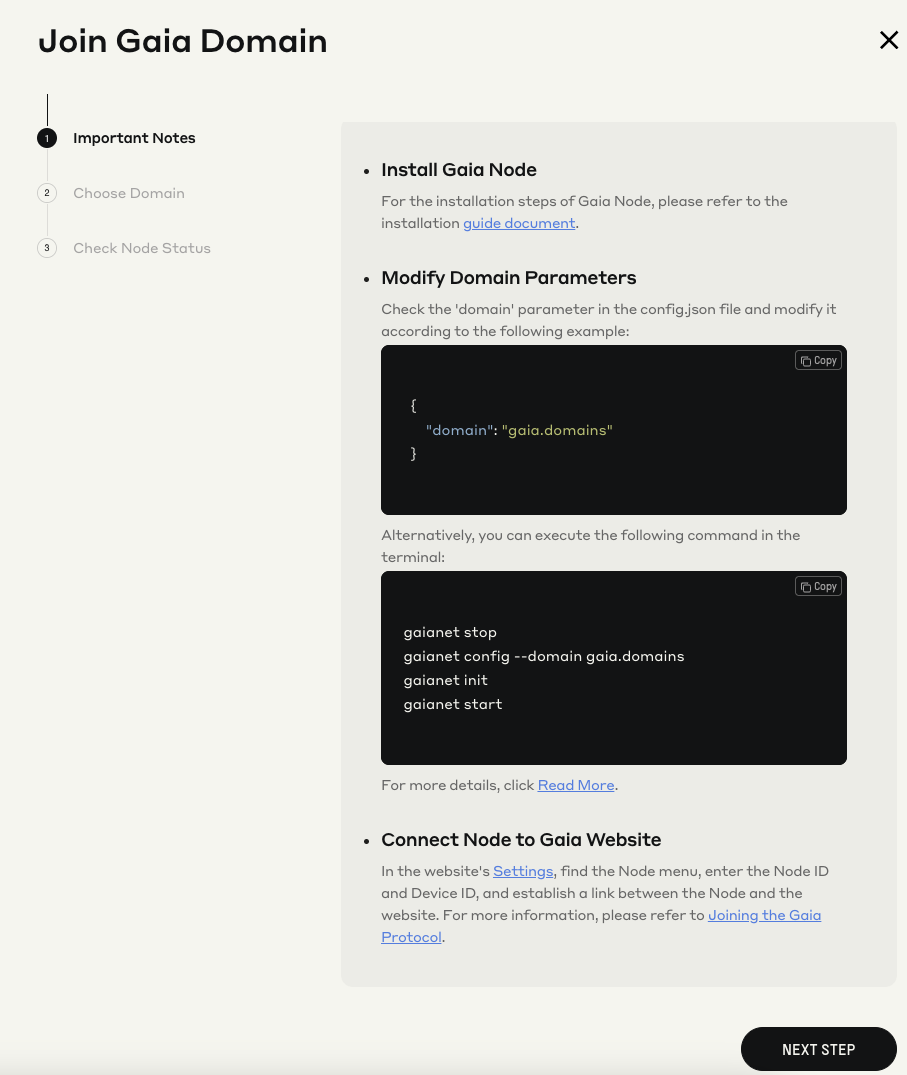 Join Gaia Domain
1 Important Notes
2 Choose Domain
3 Check Node Status
• Install Gaia Node
For the installation steps of Gaia Node, please refer to the
installation guide document.
• Modify Domain Parameters
Check the 'domain' parameter in the config.json file and modify it
according to the following example:
Copy
{
"domain": "gaia.domains"
}
Alternatively, you can execute the following command in the
terminal:
Copy
gaianet stop
gaianet config --domain gaia.domains
gaianet init
gaianet start
For more details, click Read More.
• Connect Node to Gaia Website
In the website's Settings, find the Node menu, enter the Node ID
and Device ID, and establish a link between the Node and the
website. For more information, please refer to Joining the Gaia
Protocol.
NEXT STEP